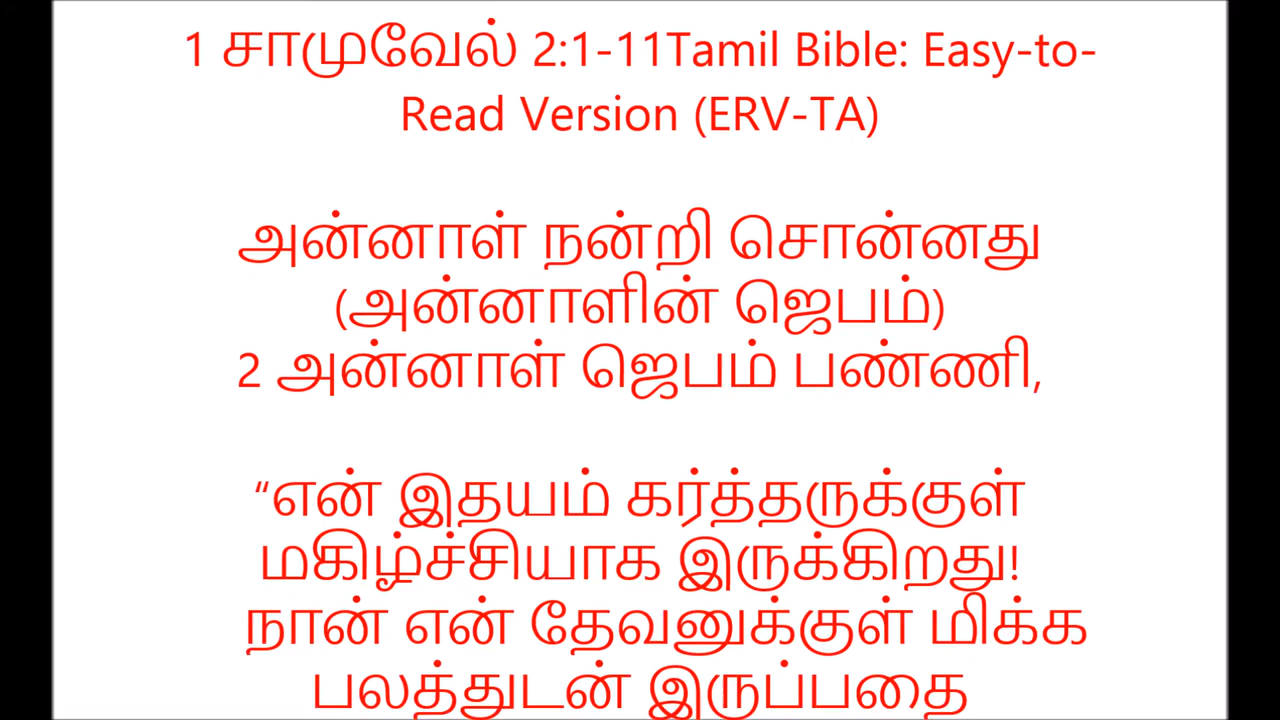 1 சாமுவேல் 2:1-11Tamil Bible: Easy-to-
Read Version (ERV-TA)
அன்னாள் நன்றி சொன்னது
(அன்னாளின் ஜெபம்)
2 அன்னாள் ஜெபம் பண்ணி,
“என் இதயம் கர்த்தருக்குள்
மகிழ்ச்சியாக இருக்கிறது!
நான் என் தேவனுக்குள் மிக்க
பலத்துடன் இருப்பதை